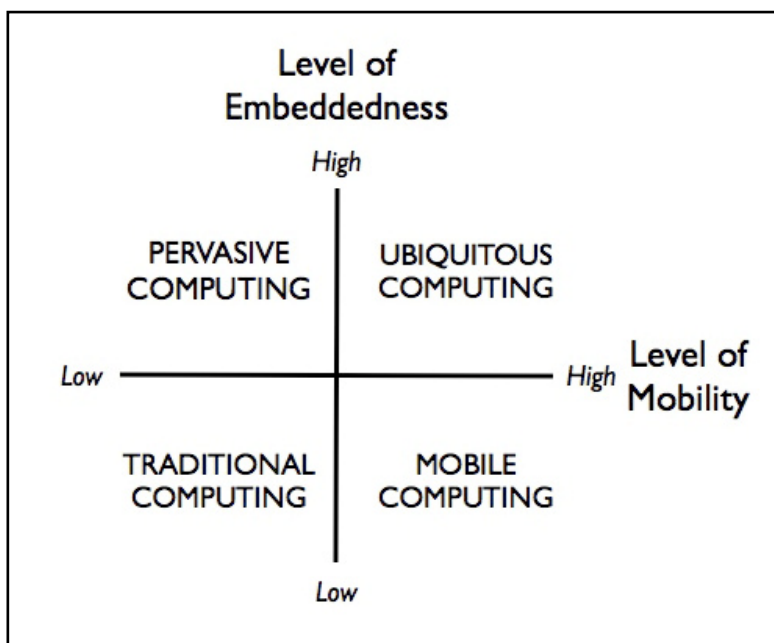 Level of
Embeddedness
High
PERVASIVE
COMPUTING
UBIQUITOUS
COMPUTING
Low
High
Level of
Mobility
TRADITIONAL
COMPUTING
MOBILE
COMPUTING
Low